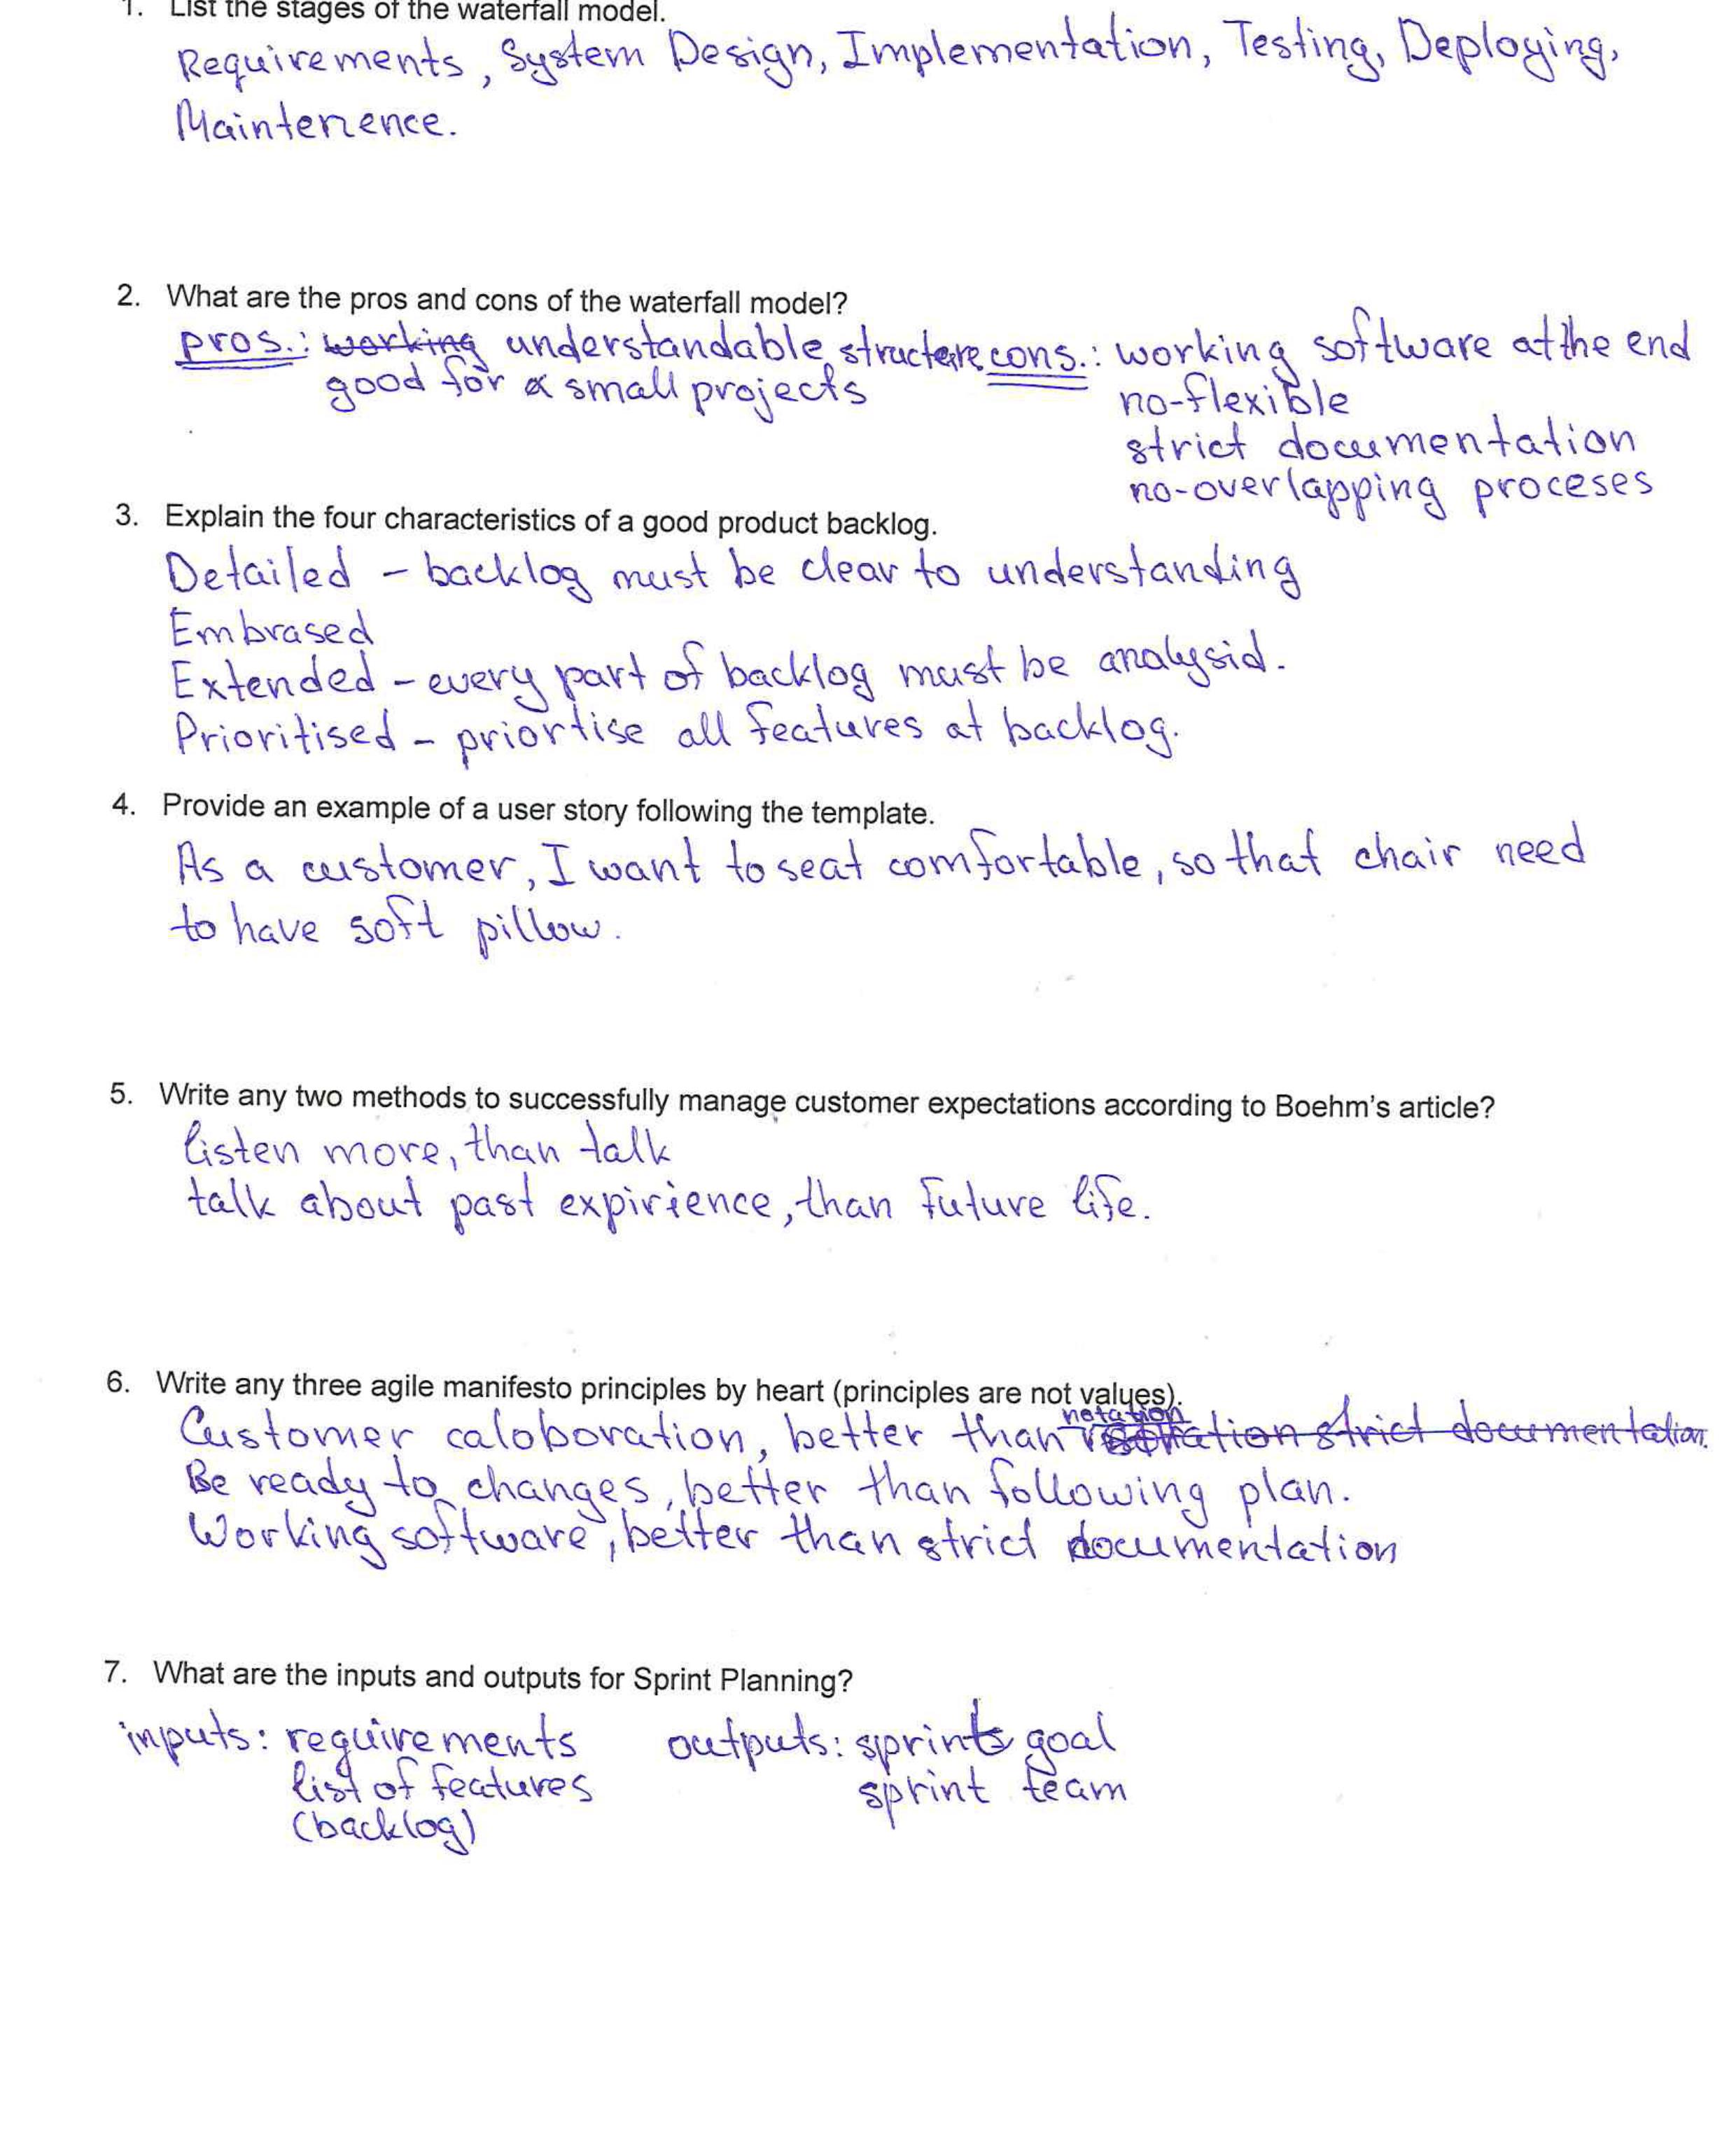 1. List the stages of the waterfall model.
Requirements, System Design, Implementation, Testing, Deploying,
Maintenence.
2. What are the pros and cons of the waterfall model?
pros.: working understandable structure cons.: working software at the end
good for a small projects
no-flexible
strict documentation
no-overlapping proceses
3. Explain the four characteristics of a good product backlog.
Detailed - backlog must be clear to understanding
Embrased
Extended - every part of backlog must be analysid.
Prioritised - priortise all features at backlog.
4. Provide an example of a user story following the template.
As a customer, I want to seat comfortable, so that chair need
to have soft pillow.
5. Write any two methods to successfully manage customer expectations according to Boehm's article?
listen more, than talk
talk about past expirience, than future life.
6. Write any three agile manifesto principles by heart (principles are not values).
notation
Customer caloboration, better than strict documentation.
Be ready to changes, better than following plan.
Working software, better than strict documentation
7. What are the inputs and outputs for Sprint Planning?
inputs: requirements outputs: sprint goal
list of features sprint team
(backlog)